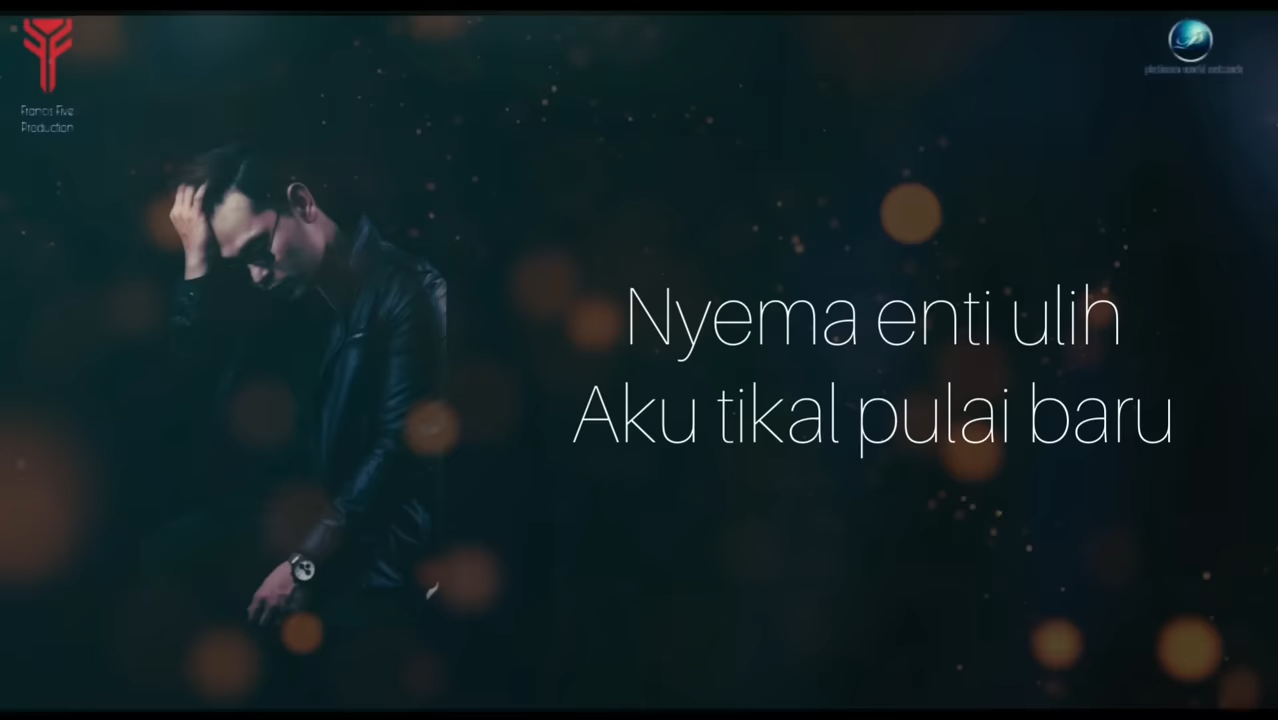 Francis Five
Production
Nyema enti ulih
Aku tikal pulai baru